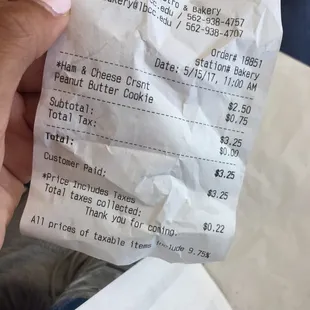 & Bakery
lbcc.edu / 562-938-4757
bakery@lbcc.edu / 562-938-4707
Order# 18851
Station# Bakery
Date: 5/15/17, 11:00 AM
*Ham & Cheese Crsnt $2.50
Peanut Butter Cookie $0.75
Subtotal: $3.25
Total Tax: $0.00
Total: $3.25
Customer Paid: $3.25
*Price Includes Taxes
Total taxes collected: $0.22
Thank you for coming.
All prices of taxable items include 9.75%